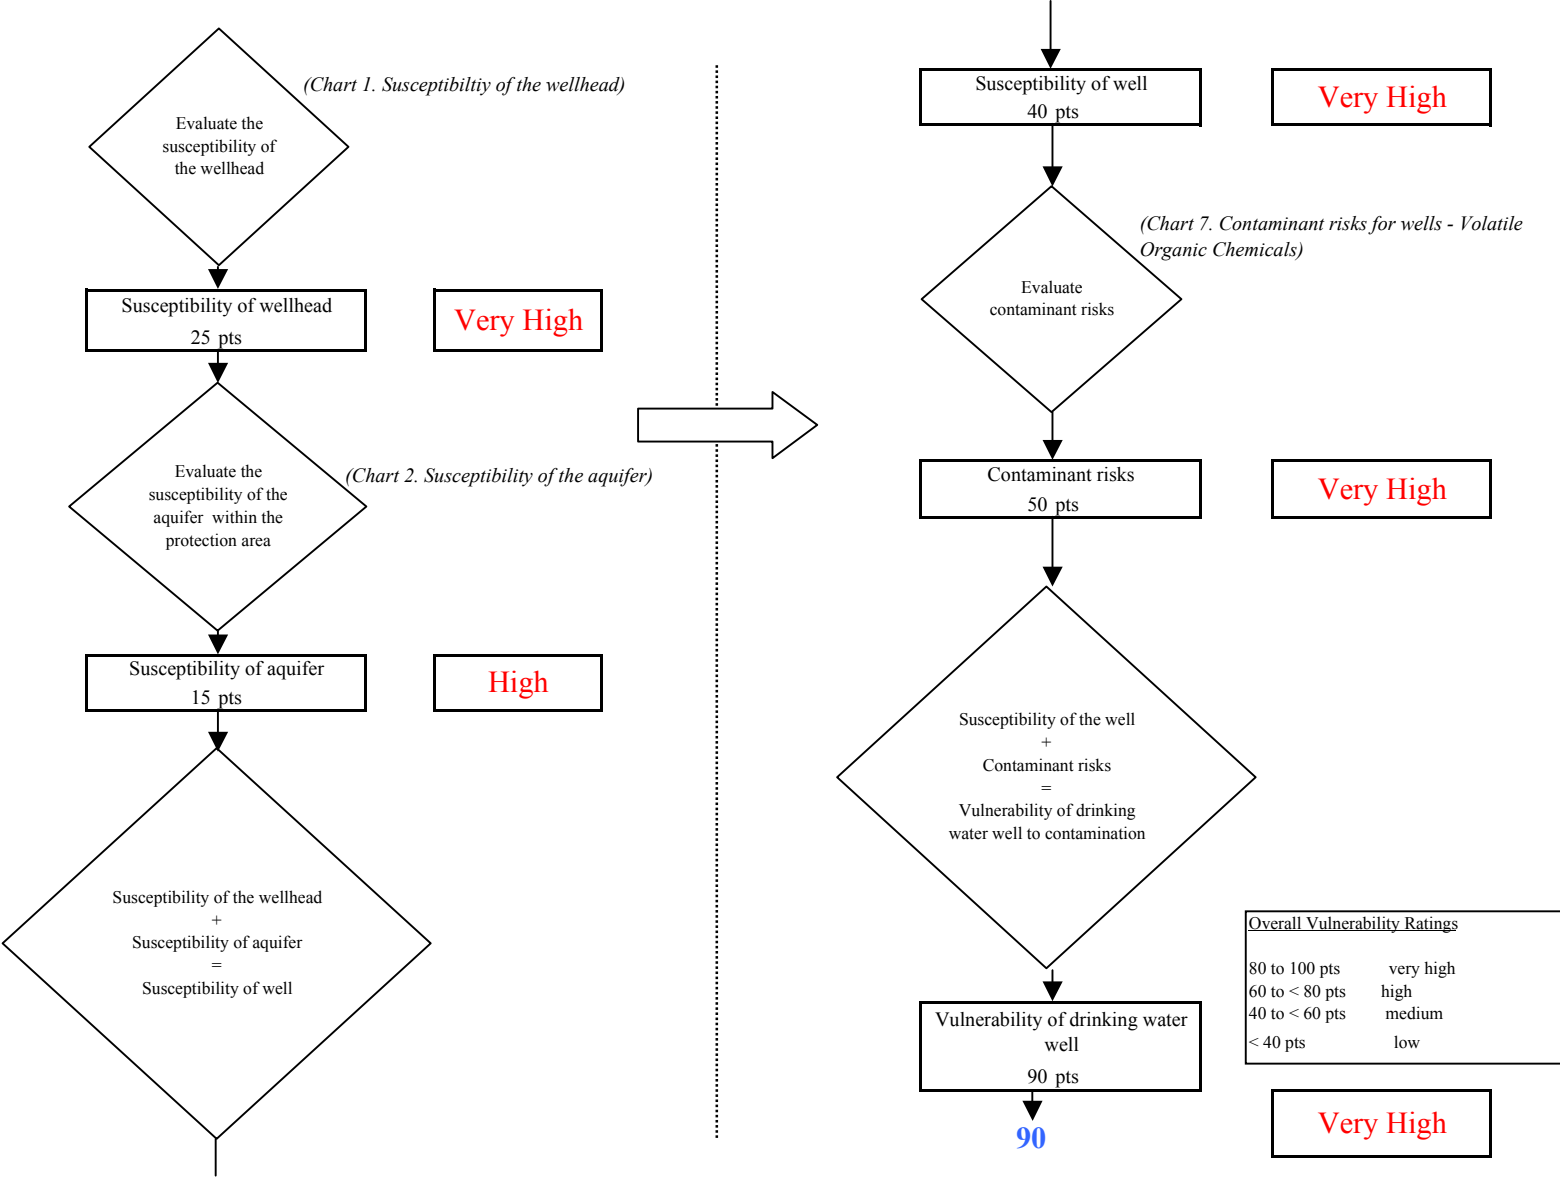 (Chart 1. Susceptibiltiy of the wellhead)
Evaluate the
susceptibility of
the wellhead
Susceptibility of wellhead
25 pts
Very High
Evaluate the
susceptibility of the
aquifer within the
protection area
(Chart 2. Susceptibility of the aquifer)
Susceptibility of aquifer
15 pts
High
Susceptibility of the wellhead
+
Susceptibility of aquifer
=
Susceptibility of well
Susceptibility of well
40 pts
Very High
(Chart 7. Contaminant risks for wells - Volatile
Organic Chemicals)
Evaluate
contaminant risks
Contaminant risks
50 pts
Very High
Susceptibility of the well
+
Contaminant risks
=
Vulnerability of drinking
water well to contamination
Overall Vulnerability Ratings
80 to 100 pts very high
60 to < 80 pts high
40 to < 60 pts medium
< 40 pts low
Vulnerability of drinking water
well
90 pts
90
Very High